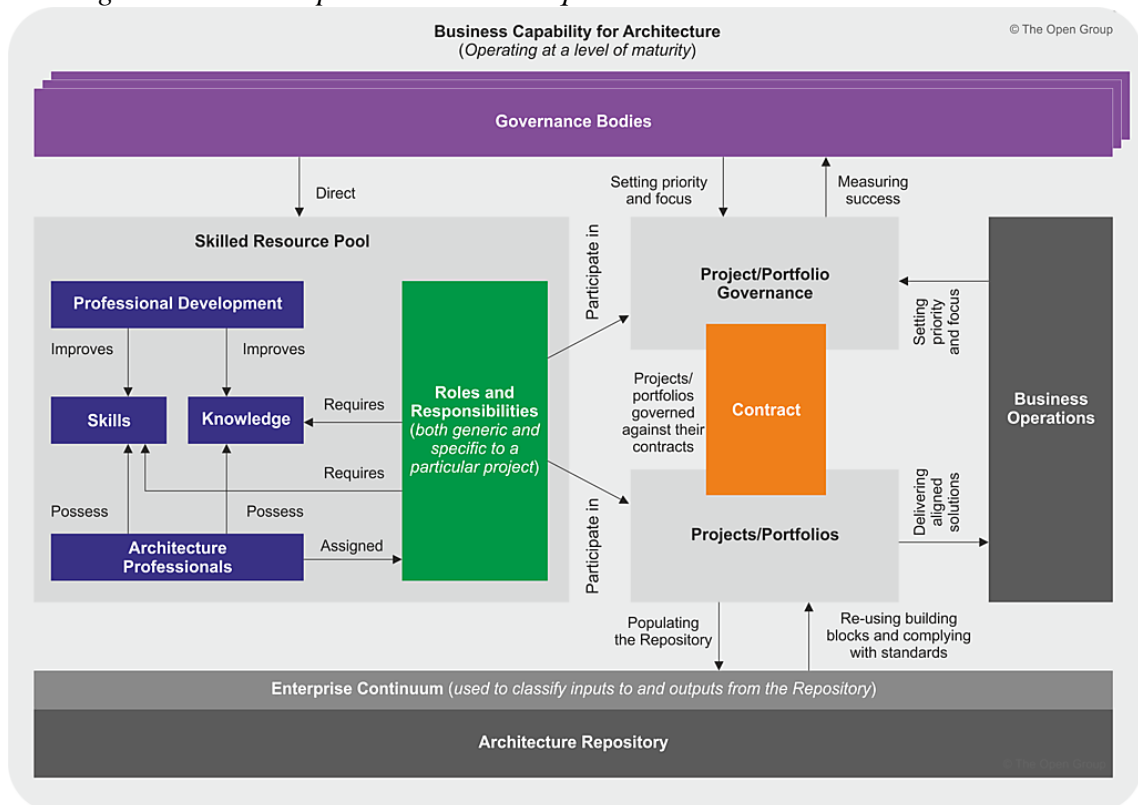 Business Capability for Architecture
(Operating at a level of maturity)
© The Open Group
Governance Bodies
Direct
Setting priority
and focus
Measuring
success
Skilled Resource Pool
Professional Development
Improves
Improves
Skills
Knowledge
Requires
Requires
Possess
Possess
Architecture
Professionals
Assigned
Roles and
Responsibilities
(both generic and
specific to a
particular project)
Participate in
Participate in
Project/Portfolio
Governance
Projects/
portfolios
governed
against their
contracts
Contract
Projects/Portfolios
Setting
priority
and focus
Delivering
aligned
solutions
Business
Operations
Populating
the Repository
Re-using building
blocks and complying
with standards
Enterprise Continuum (used to classify inputs to and outputs from the Repository)
Architecture Repository
© The Open Group